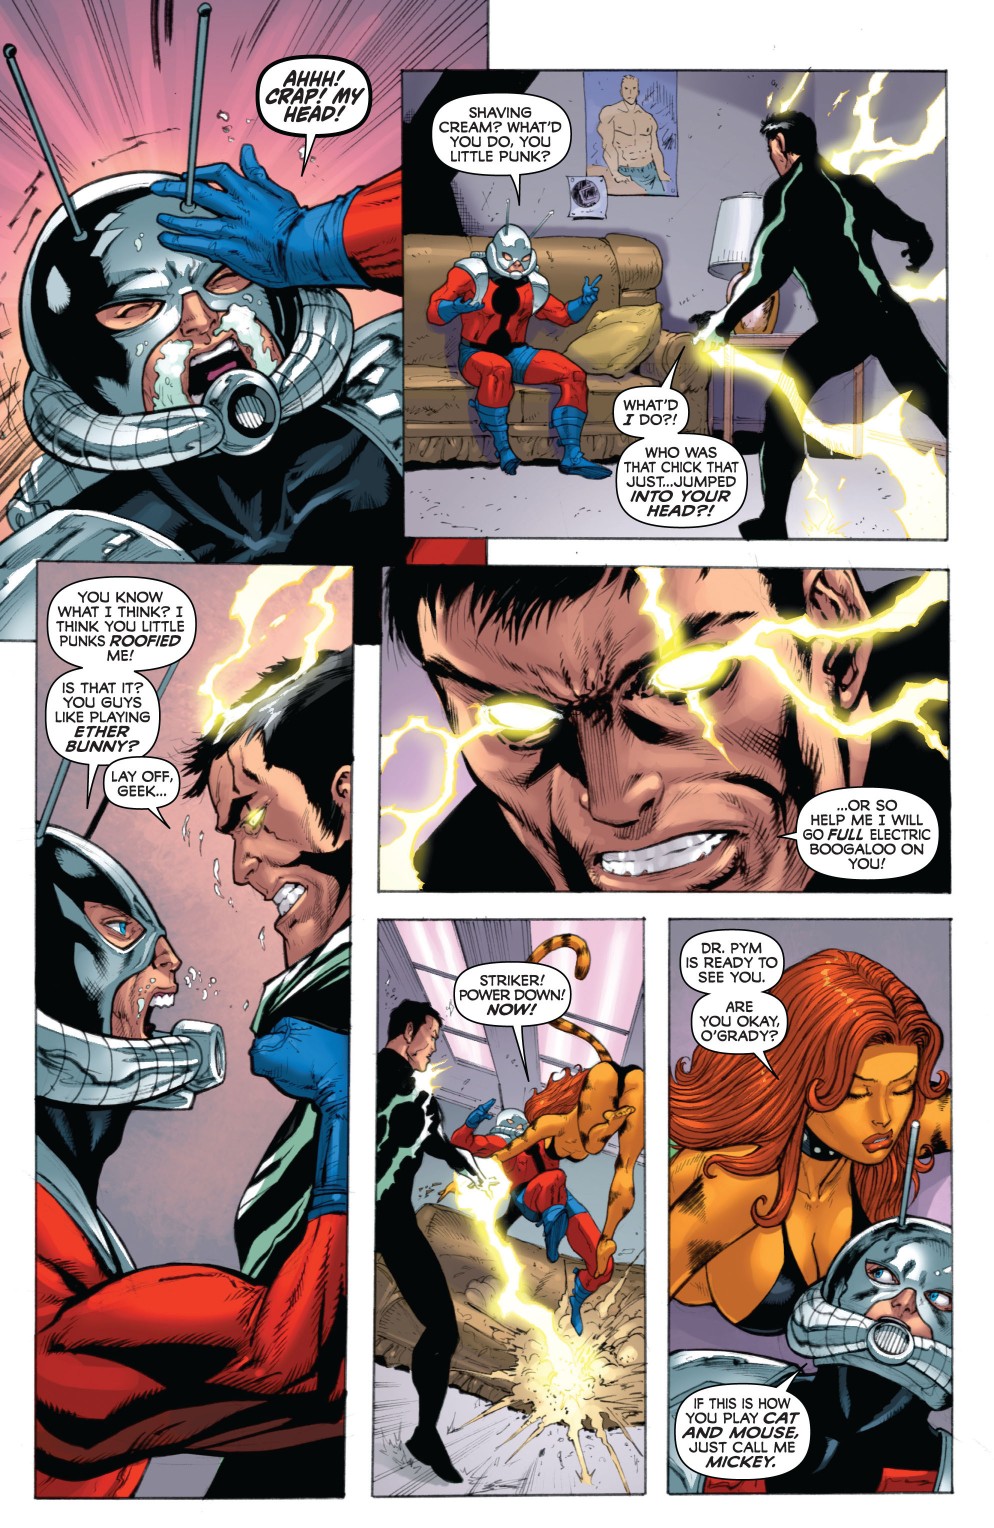 AHHH!
CRAP! MY
HEAD!
SHAVING
CREAM? WHAT'D
YOU DO, YOU
LITTLE PUNK?
WHAT'D
I DO?!
WHO WAS
THAT CHICK THAT
JUST...JUMPED
INTO YOUR
HEAD?!
YOU KNOW
WHAT I THINK? I
THINK YOU LITTLE
PUNKS ROOFIED
ME!
IS THAT IT?
YOU GUYS
LIKE PLAYING
ETHER
BUNNY?
LAY OFF,
GEEK...
...OR SO
HELP ME I WILL
GO FULL ELECTRIC
BOOGALOO ON
YOU!
STRIKER!
POWER DOWN!
NOW!
DR. PYM
IS READY TO
SEE YOU.
ARE
YOU OKAY,
O'GRADY?
IF THIS IS HOW
YOU PLAY CAT
AND MOUSE,
JUST CALL ME
MICKEY.